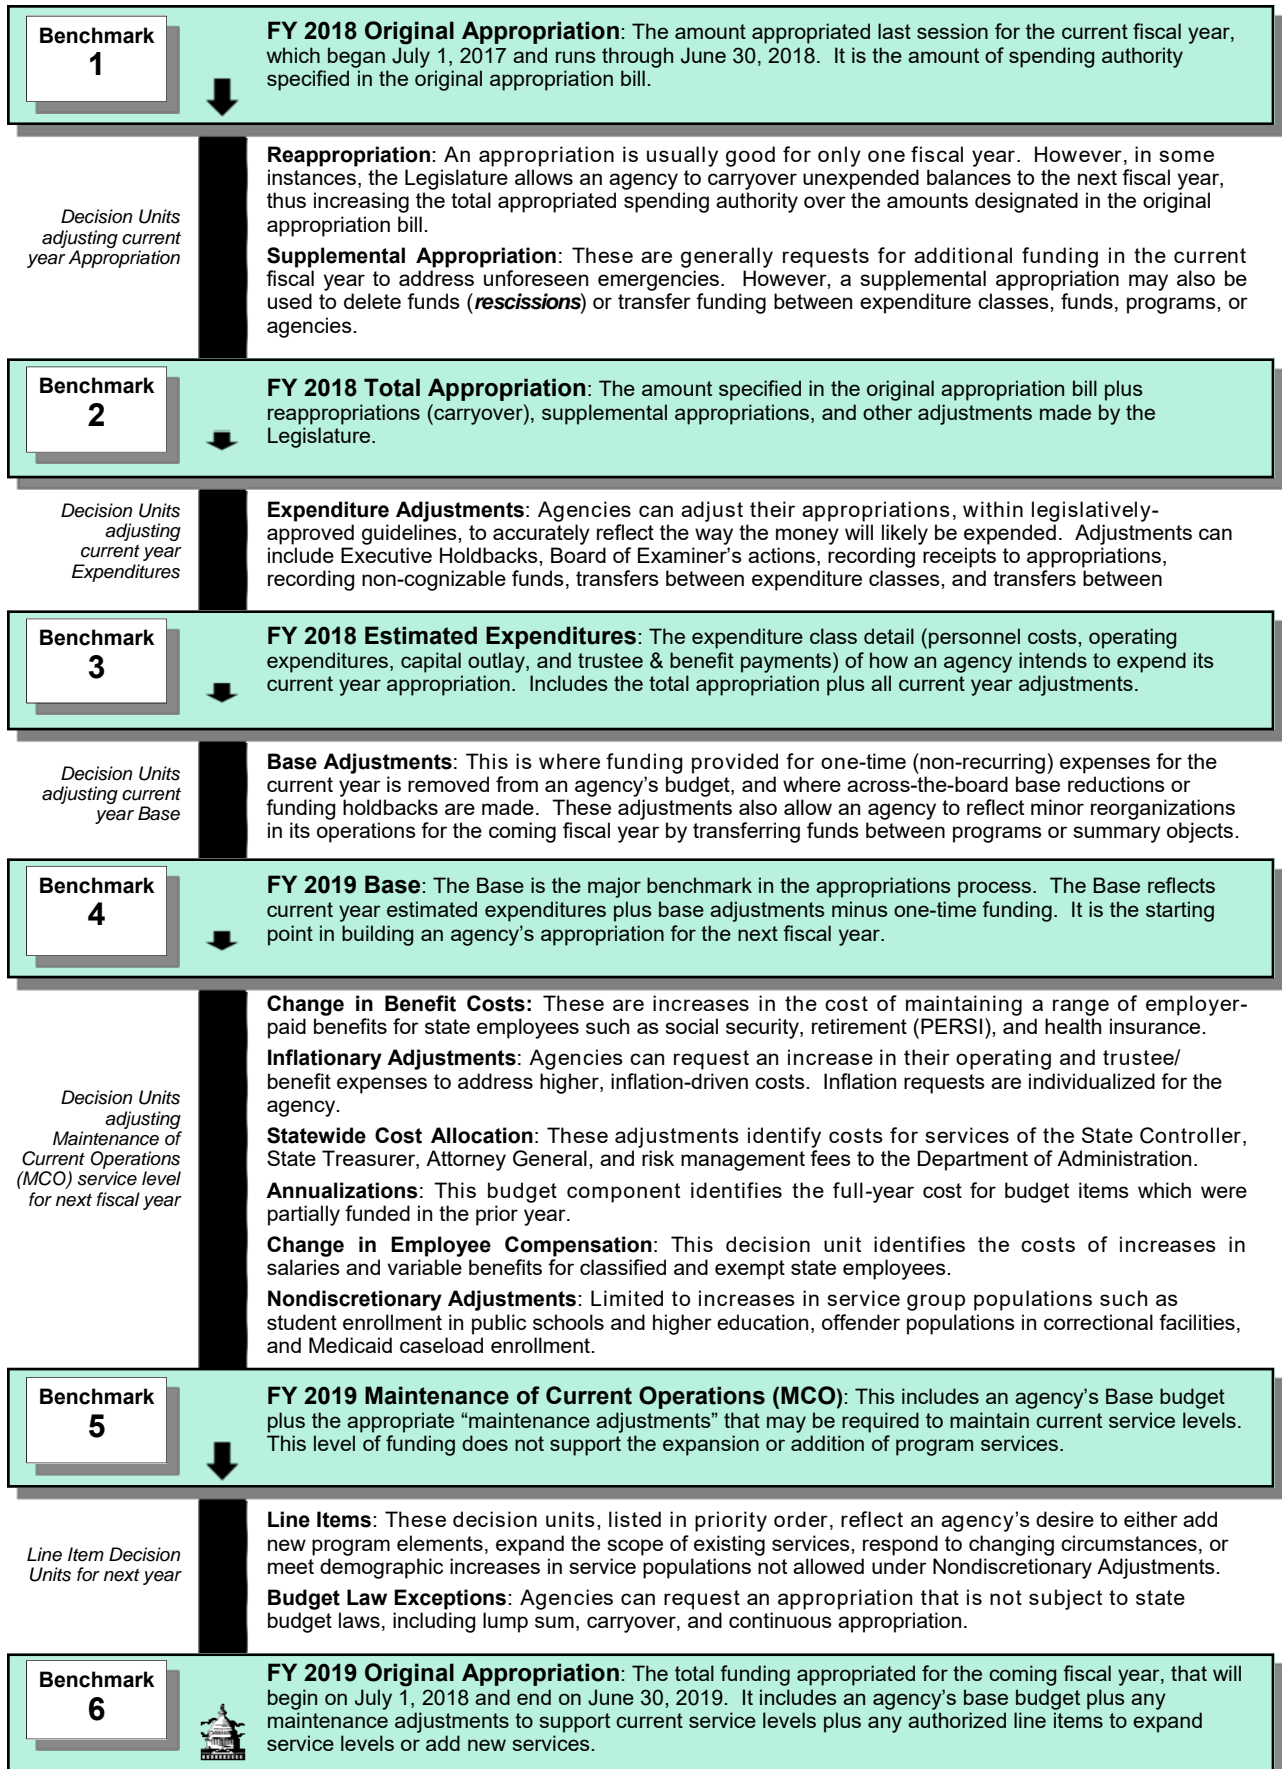 Benchmark
1
FY 2018 Original Appropriation: The amount appropriated last session for the current fiscal year,
which began July 1, 2017 and runs through June 30, 2018. It is the amount of spending authority
specified in the original appropriation bill.
Decision Units
adjusting current
year Appropriation
Reappropriation: An appropriation is usually good for only one fiscal year. However, in some
instances, the Legislature allows an agency to carryover unexpended balances to the next fiscal year,
thus increasing the total appropriated spending authority over the amounts designated in the original
appropriation bill.
Supplemental Appropriation: These are generally requests for additional funding in the current
fiscal year to address unforeseen emergencies. However, a supplemental appropriation may also be
used to delete funds (rescissions) or transfer funding between expenditure classes, funds, programs, or
agencies.
Benchmark
2
FY 2018 Total Appropriation: The amount specified in the original appropriation bill plus
reappropriations (carryover), supplemental appropriations, and other adjustments made by the
Legislature.
Decision Units
adjusting
current year
Expenditures
Expenditure Adjustments: Agencies can adjust their appropriations, within legislatively-
approved guidelines, to accurately reflect the way the money will likely be expended. Adjustments can
include Executive Holdbacks, Board of Examiner's actions, recording receipts to appropriations,
recording non-cognizable funds, transfers between expenditure classes, and transfers between
Benchmark
3
FY 2018 Estimated Expenditures: The expenditure class detail (personnel costs, operating
expenditures, capital outlay, and trustee & benefit payments) of how an agency intends to expend its
current year appropriation. Includes the total appropriation plus all current year adjustments.
Decision Units
adjusting current
year Base
Base Adjustments: This is where funding provided for one-time (non-recurring) expenses for the
current year is removed from an agency's budget, and where across-the-board base reductions or
funding holdbacks are made. These adjustments also allow an agency to reflect minor reorganizations
in its operations for the coming fiscal year by transferring funds between programs or summary objects.
Benchmark
4
FY 2019 Base: The Base is the major benchmark in the appropriations process. The Base reflects
current year estimated expenditures plus base adjustments minus one-time funding. It is the starting
point in building an agency's appropriation for the next fiscal year.
Decision Units
adjusting
Maintenance of
Current Operations
(MCO) service level
for next fiscal year
Change in Benefit Costs: These are increases in the cost of maintaining a range of employer-
paid benefits for state employees such as social security, retirement (PERSI), and health insurance.
Inflationary Adjustments: Agencies can request an increase in their operating and trustee/
benefit expenses to address higher, inflation-driven costs. Inflation requests are individualized for the
agency.
Statewide Cost Allocation: These adjustments identify costs for services of the State Controller,
State Treasurer, Attorney General, and risk management fees to the Department of Administration.
Annualizations: This budget component identifies the full-year cost for budget items which were
partially funded in the prior year.
Change in Employee Compensation: This decision unit identifies the costs of increases in
salaries and variable benefits for classified and exempt state employees.
Nondiscretionary Adjustments: Limited to increases in service group populations such as
student enrollment in public schools and higher education, offender populations in correctional facilities,
and Medicaid caseload enrollment.
Benchmark
5
FY 2019 Maintenance of Current Operations (MCO): This includes an agency's Base budget
plus the appropriate “maintenance adjustments” that may be required to maintain current service levels.
This level of funding does not support the expansion or addition of program services.
Line Item Decision
Units for next year
Line Items: These decision units, listed in priority order, reflect an agency's desire to either add
new program elements, expand the scope of existing services, respond to changing circumstances, or
meet demographic increases in service populations not allowed under Nondiscretionary Adjustments.
Budget Law Exceptions: Agencies can request an appropriation that is not subject to state
budget laws, including lump sum, carryover, and continuous appropriation.
Benchmark
6
FY 2019 Original Appropriation: The total funding appropriated for the coming fiscal year, that will
begin on July 1, 2018 and end on June 30, 2019. It includes an agency's base budget plus any
maintenance adjustments to support current service levels plus any authorized line items to expand
service levels or add new services.